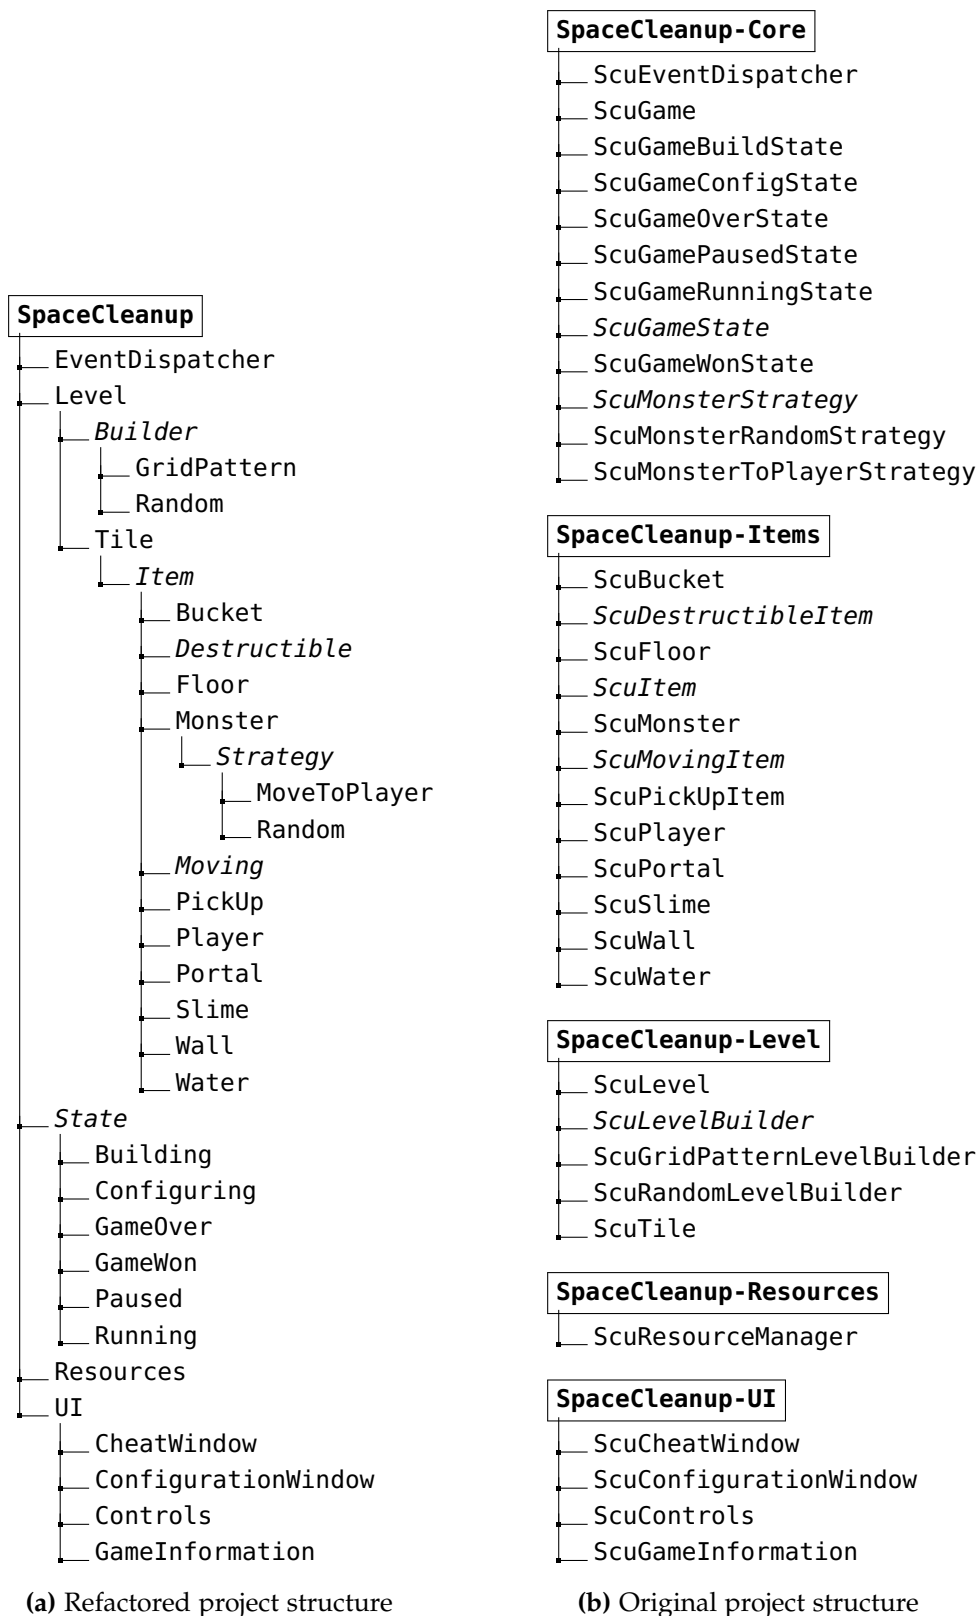 SpaceCleanup
EventDispatcher
Level
Builder
GridPattern
Random
Tile
Item
Bucket
Destructible
Floor
Monster
Strategy
MoveToPlayer
Random
Moving
PickUp
Player
Portal
Slime
Wall
Water
State
Building
Configuring
GameOver
GameWon
Paused
Running
Resources
UI
CheatWindow
ConfigurationWindow
Controls
GameInformation
(a) Refactored project structure
SpaceCleanup-Core
ScuEventDispatcher
ScuGame
ScuGameBuildState
ScuGameConfigState
ScuGameOverState
ScuGamePausedState
ScuGameRunningState
ScuGameState
ScuGameWonState
ScuMonsterStrategy
ScuMonsterRandomStrategy
ScuMonsterToPlayerStrategy
SpaceCleanup-Items
ScuBucket
ScuDestructibleItem
ScuFloor
ScuItem
ScuMonster
ScuMovingItem
ScuPickUpItem
ScuPlayer
ScuPortal
ScuSlime
ScuWall
ScuWater
SpaceCleanup-Level
ScuLevel
ScuLevelBuilder
ScuGridPatternLevelBuilder
ScuRandomLevelBuilder
ScuTile
SpaceCleanup-Resources
ScuResourceManager
SpaceCleanup-UI
ScuCheatWindow
ScuConfigurationWindow
ScuControls
ScuGameInformation
(b) Original project structure